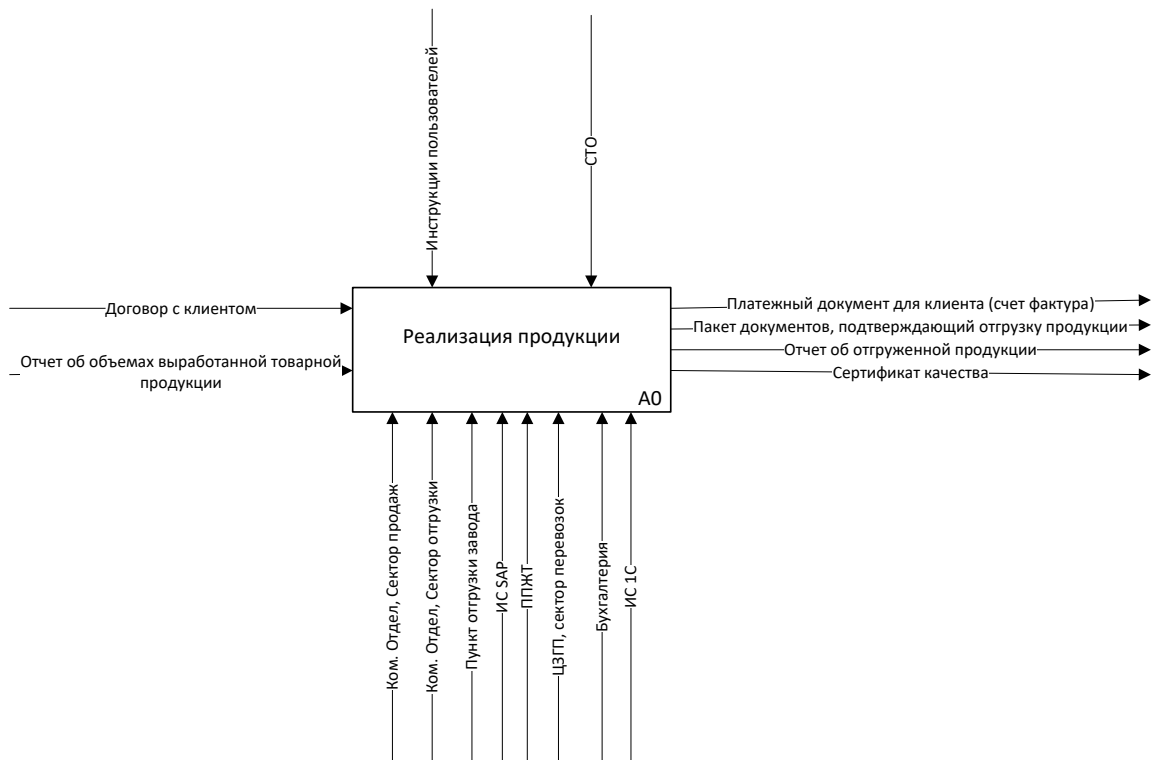 Инструкции пользователей
СТО
Договор с клиентом
Отчет об объемах выработанной товарной
продукции
Реализация продукции
A0
Платежный документ для клиента (счет фактура)
Пакет документов, подтверждающий отгрузку продукции
Отчет об отгруженной продукции
Сертификат качества
Ком. Отдел, Сектор продаж
Ком. Отдел, Сектор отгрузки
Пункт отгрузки завода
ИС SAP
ППЖТ
ЦЗГП, сектор перевозок
Бухгалтерия
ИС 1С